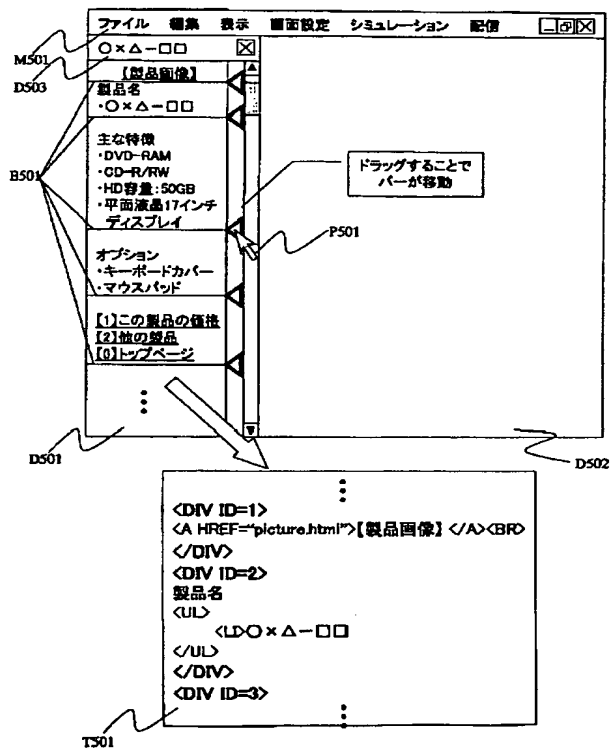 ファイル 編集 表示 画面設定 シミュレーション 配信
M501
○×△－□□
D503
【製品画像】
製品名
・○×△－□□
B501
主な特徴
・DVD-RAM
・CD-R/RW
・HD容量：50GB
・平面液晶17インチ
ディスプレイ
ドラッグすることで
バーが移動
P501
オプション
・キーボードカバー
・マウスパッド
[1]この製品の価格
[2]他の製品
[0]トップページ
D501
D502
<DIV ID=1>
<A HREF="picture.html">【製品画像】</A><BR>
</DIV>
<DIV ID=2>
製品名
<UL>
<LI>○×△－□□
</UL>
</DIV>
<DIV ID=3>
T501